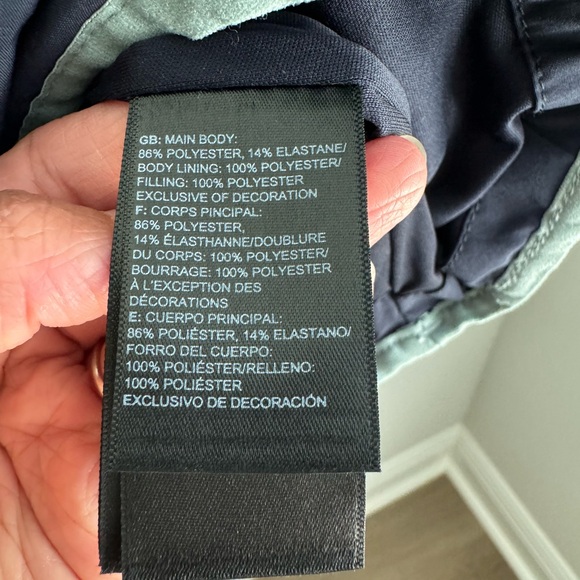 GB: MAIN BODY:
86% POLYESTER, 14% ELASTANE/
BODY LINING: 100% POLYESTER/
FILLING: 100% POLYESTER
EXCLUSIVE OF DECORATION
F: CORPS PINCIPAL:
86% POLYESTER,
14% ÉLASTHANNE/DOUBLURE
DU CORPS: 100% POLYESTER/
BOURRAGE: 100% POLYESTER
À L'EXCEPTION DES
DÉCORATIONS
E: CUERPO PRINCIPAL:
86% POLIÉSTER, 14% ELASTANO/
FORRO DEL CUERPO:
100% POLIÉSTER/RELLENO:
100% POLIÉSTER
EXCLUSIVO DE DECORACIÓN